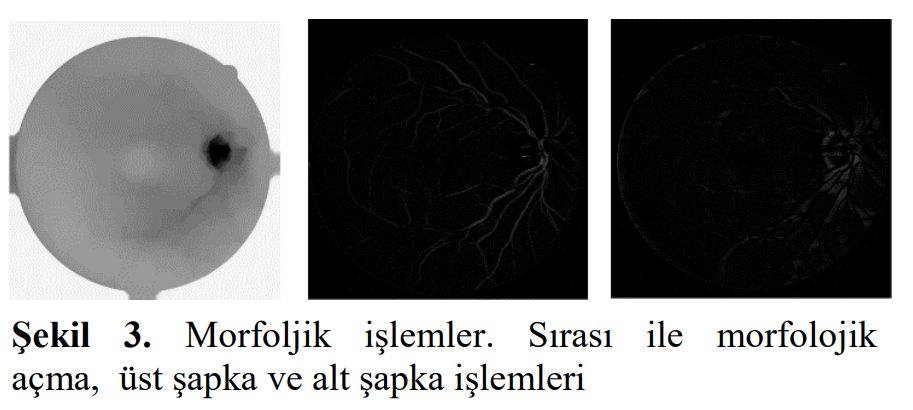 Şekil 3. Morfoljik işlemler. Sırası ile morfolojik
açma, üst şapka ve alt şapka işlemleri